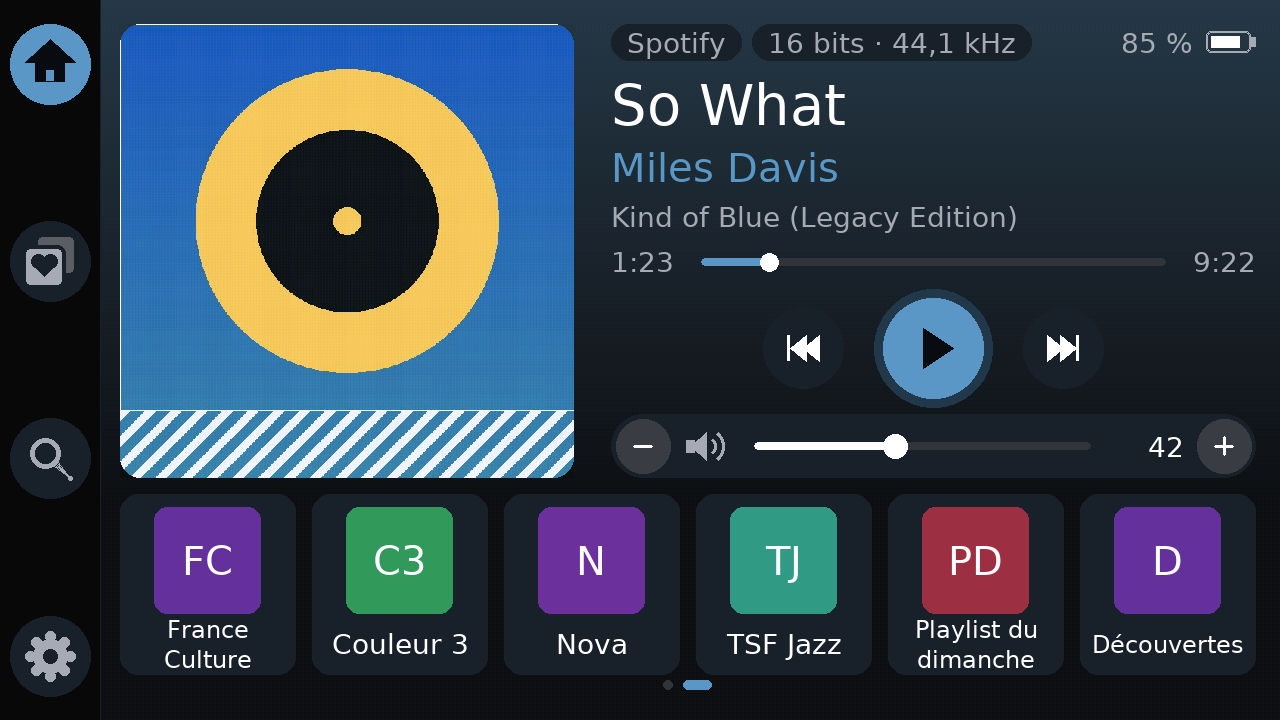 Spotify
16 bits · 44,1 kHz
85 %
So What
Miles Davis
Kind of Blue (Legacy Edition)
1:23
9:22
42
FC
C3
N
TJ
PD
D
France
Culture
Couleur 3
Nova
TSF Jazz
Playlist du
dimanche
Découvertes